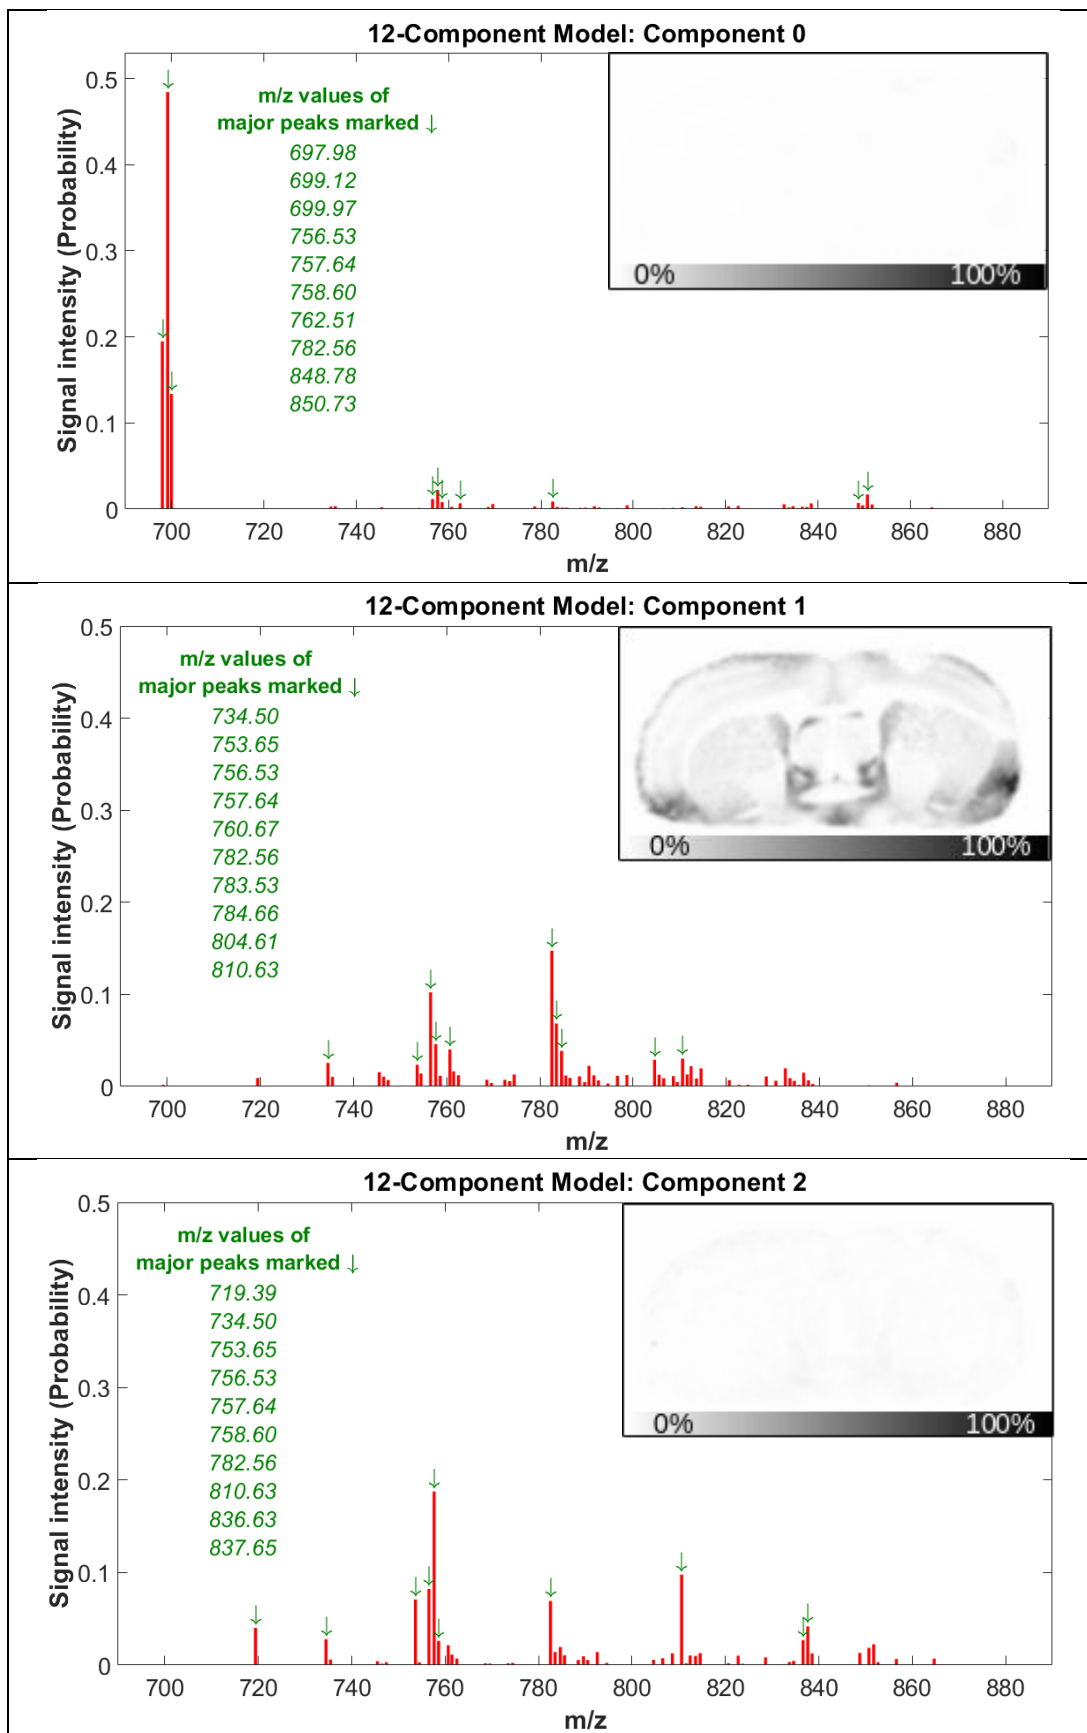 12-Component Model: Component 0
Signal intensity (Probability)
0.5
0.4
0.3
0.2
0.1
0
m/z values of
major peaks marked ↓
697.98
699.12
699.97
756.53
757.64
758.60
762.51
782.56
848.78
850.73
0% 100%
700 720 740 760 780 800 820 840 860 880
m/z
12-Component Model: Component 1
Signal intensity (Probability)
0.5
0.4
0.3
0.2
0.1
0
m/z values of
major peaks marked ↓
734.50
753.65
756.53
757.64
760.67
782.56
783.53
784.66
804.61
810.63
0% 100%
700 720 740 760 780 800 820 840 860 880
m/z
12-Component Model: Component 2
Signal intensity (Probability)
0.5
0.4
0.3
0.2
0.1
0
m/z values of
major peaks marked ↓
719.39
734.50
753.65
756.53
757.64
758.60
782.56
810.63
836.63
837.65
0% 100%
700 720 740 760 780 800 820 840 860 880
m/z